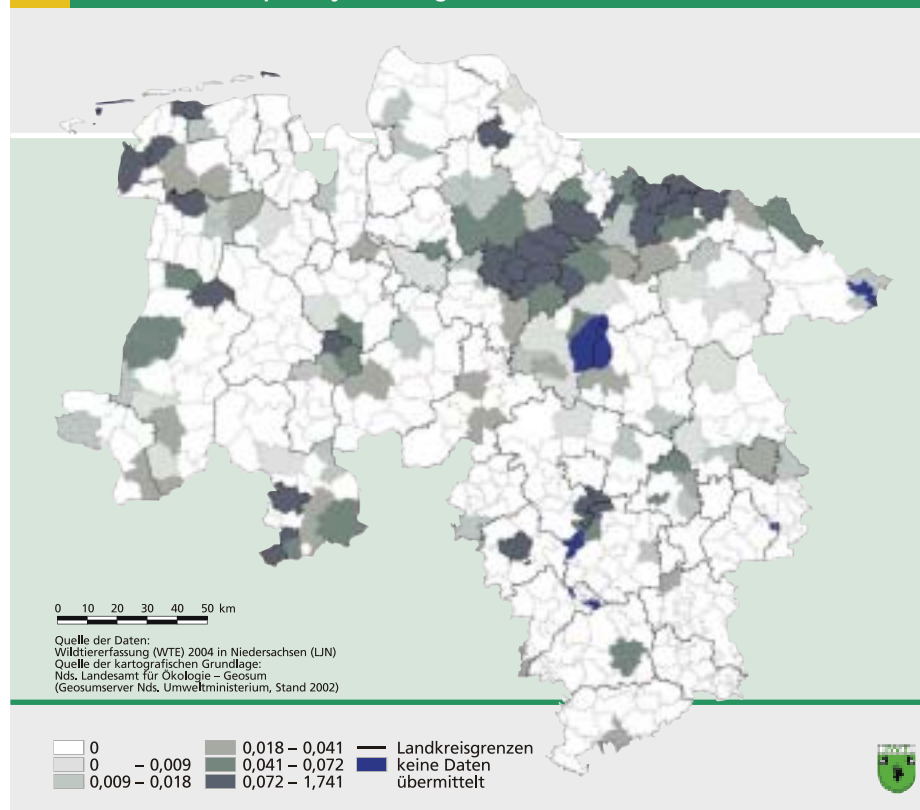 0 10 20 30 40 50 km
Quelle der Daten:
Wildtiererfassung (WTE) 2004 in Niedersachsen (LJN)
Quelle der kartografischen Grundlage:
Nds. Landesamt für Ökologie – Geosum
(Geosumserver Nds. Umweltministerium, Stand 2002)
0
0 – 0,009
0,009 – 0,018
0,018 – 0,041
0,041 – 0,072
0,072 – 1,741
Landkreisgrenzen
keine Daten
übermittelt